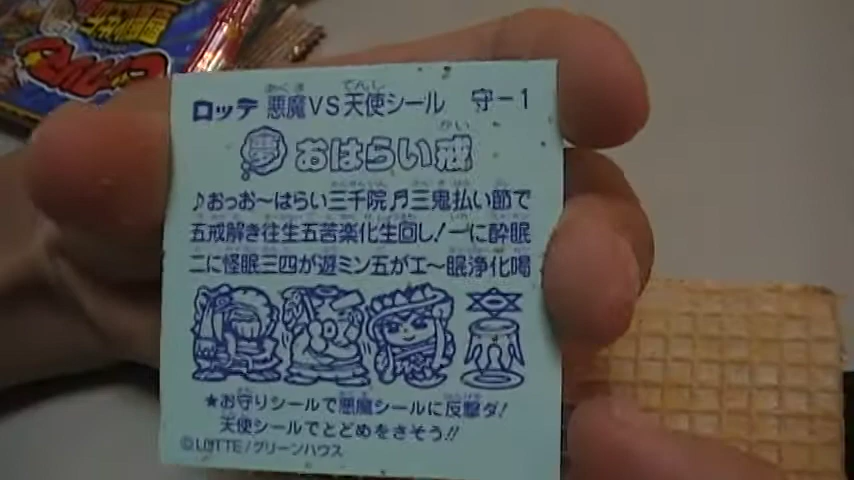 ロッテ 悪魔VS天使シール 守-1
夢 おはらい戒
♪おっお～はらい三千院♬三鬼払い節で
五戒解き往生五苦楽化生回し!一に酔眠
二に怪眠三四が遊ミン五がエ～眠浄化喝
★お守りシールで悪魔シールに反撃ダ!
天使シールでとどめをさそう!!
©LOTTE/グリーンハウス